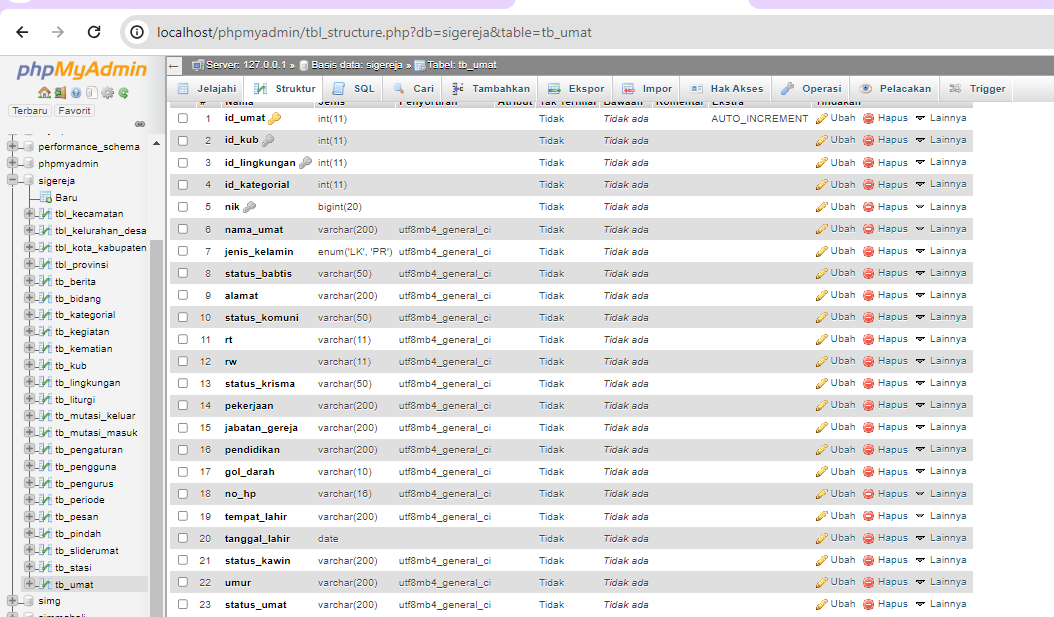 localhost/phpmyadmin/tbl_structure.php?db=sigereja&table=tb_umat
phpMyAdmin
Terbaru Favorit
performance_schema
phpmyadmin
sigereja
Baru
tbl_kecamatan
tbl_kelurahan_desa
tbl_kota_kabupaten
tbl_provinsi
tb_berita
tb_bidang
tb_kategorial
tb_kegiatan
tb_kematian
tb_kub
tb_lingkungan
tb_liturgi
tb_mutasi_keluar
tb_mutasi_masuk
tb_pengaturan
tb_pengguna
tb_pengurus
tb_periode
tb_pesan
tb_pindah
tb_sliderumat
tb_stasi
tb_umat
simg
Server: 127.0.0.1 » Basis data: sigereja » Tabel: tb_umat
Jelajahi Struktur SQL Cari Tambahkan Ekspor Impor Hak Akses Operasi Pelacakan Trigger
# Nama Jenis Penyortiran Atribut Tak Ternilai Bawaan Komentar Ekstra Tindakan
1 id_umat int(11) Tidak Tidak ada AUTO_INCREMENT Ubah Hapus Lainnya
2 id_kub int(11) Tidak Tidak ada Ubah Hapus Lainnya
3 id_lingkungan int(11) Tidak Tidak ada Ubah Hapus Lainnya
4 id_kategorial int(11) Tidak Tidak ada Ubah Hapus Lainnya
5 nik bigint(20) Tidak Tidak ada Ubah Hapus Lainnya
6 nama_umat varchar(200) utf8mb4_general_ci Tidak Tidak ada Ubah Hapus Lainnya
7 jenis_kelamin enum('LK', 'PR') utf8mb4_general_ci Tidak Tidak ada Ubah Hapus Lainnya
8 status_babtis varchar(50) utf8mb4_general_ci Tidak Tidak ada Ubah Hapus Lainnya
9 alamat varchar(200) utf8mb4_general_ci Tidak Tidak ada Ubah Hapus Lainnya
10 status_komuni varchar(50) utf8mb4_general_ci Tidak Tidak ada Ubah Hapus Lainnya
11 rt varchar(11) utf8mb4_general_ci Tidak Tidak ada Ubah Hapus Lainnya
12 rw varchar(11) utf8mb4_general_ci Tidak Tidak ada Ubah Hapus Lainnya
13 status_krisma varchar(50) utf8mb4_general_ci Tidak Tidak ada Ubah Hapus Lainnya
14 pekerjaan varchar(200) utf8mb4_general_ci Tidak Tidak ada Ubah Hapus Lainnya
15 jabatan_gereja varchar(200) utf8mb4_general_ci Tidak Tidak ada Ubah Hapus Lainnya
16 pendidikan varchar(200) utf8mb4_general_ci Tidak Tidak ada Ubah Hapus Lainnya
17 gol_darah varchar(10) utf8mb4_general_ci Tidak Tidak ada Ubah Hapus Lainnya
18 no_hp varchar(16) utf8mb4_general_ci Tidak Tidak ada Ubah Hapus Lainnya
19 tempat_lahir varchar(200) utf8mb4_general_ci Tidak Tidak ada Ubah Hapus Lainnya
20 tanggal_lahir date Tidak Tidak ada Ubah Hapus Lainnya
21 status_kawin varchar(200) utf8mb4_general_ci Tidak Tidak ada Ubah Hapus Lainnya
22 umur varchar(200) utf8mb4_general_ci Tidak Tidak ada Ubah Hapus Lainnya
23 status_umat varchar(200) utf8mb4_general_ci Tidak Tidak ada Ubah Hapus Lainnya